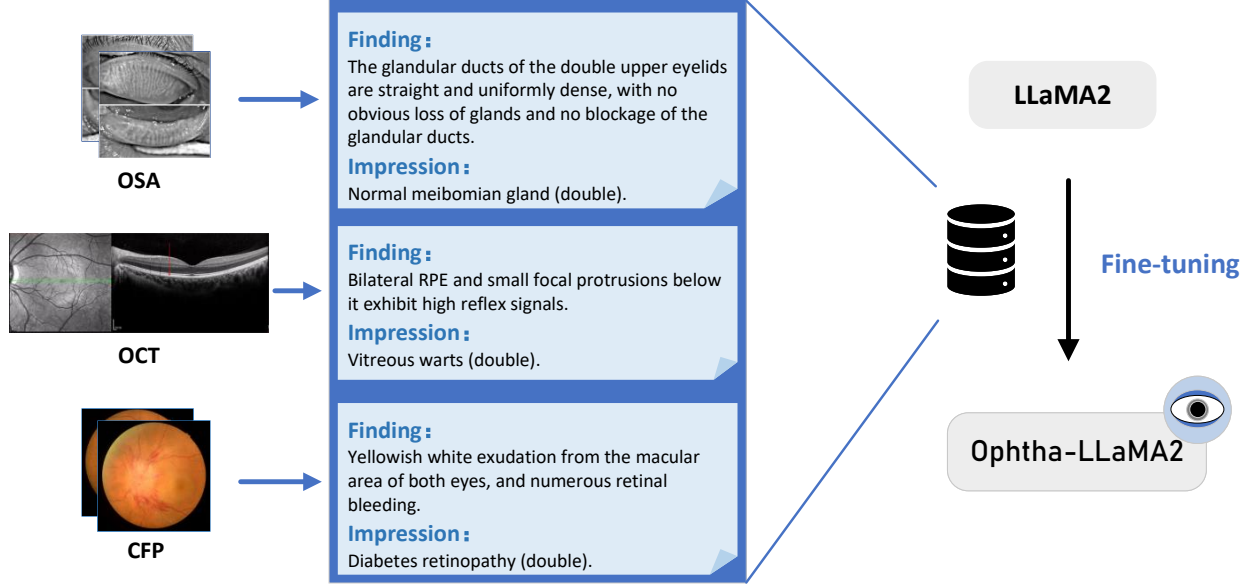 OSA
Finding：
The glandular ducts of the double upper eyelids
are straight and uniformly dense, with no
obvious loss of glands and no blockage of the
glandular ducts.
Impression：
Normal meibomian gland (double).
OCT
Finding：
Bilateral RPE and small focal protrusions below
it exhibit high reflex signals.
Impression：
Vitreous warts (double).
CFP
Finding：
Yellowish white exudation from the macular
area of both eyes, and numerous retinal
bleeding.
Impression：
Diabetes retinopathy (double).
LLaMA2
Fine-tuning
Ophtha-LLaMA2